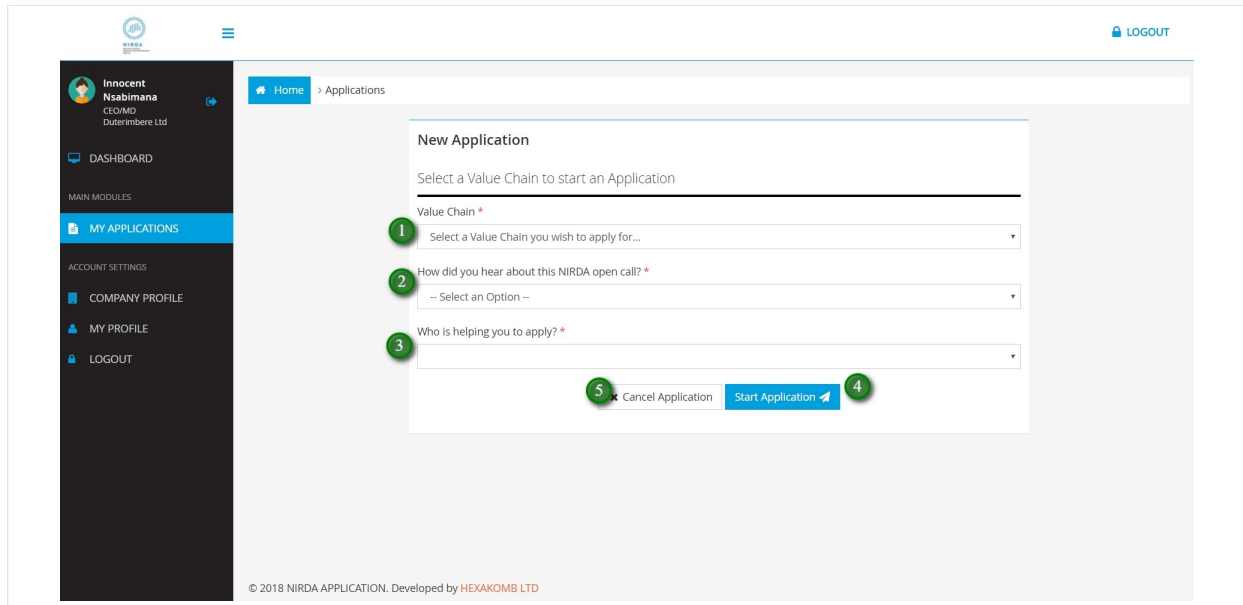 NIRDA
LOGOUT
Innocent
Nsabimana
CEO/MD
Duterimbere Ltd
Home > Applications
DASHBOARD
MAIN MODULES
MY APPLICATIONS
ACCOUNT SETTINGS
COMPANY PROFILE
MY PROFILE
LOGOUT
New Application
Select a Value Chain to start an Application
Value Chain *
1
Select a Value Chain you wish to apply for...
How did you hear about this NIRDA open call? *
2
-- Select an Option --
Who is helping you to apply? *
3
5 × Cancel Application Start Application 4
© 2018 NIRDA APPLICATION. Developed by HEXAKOMB LTD